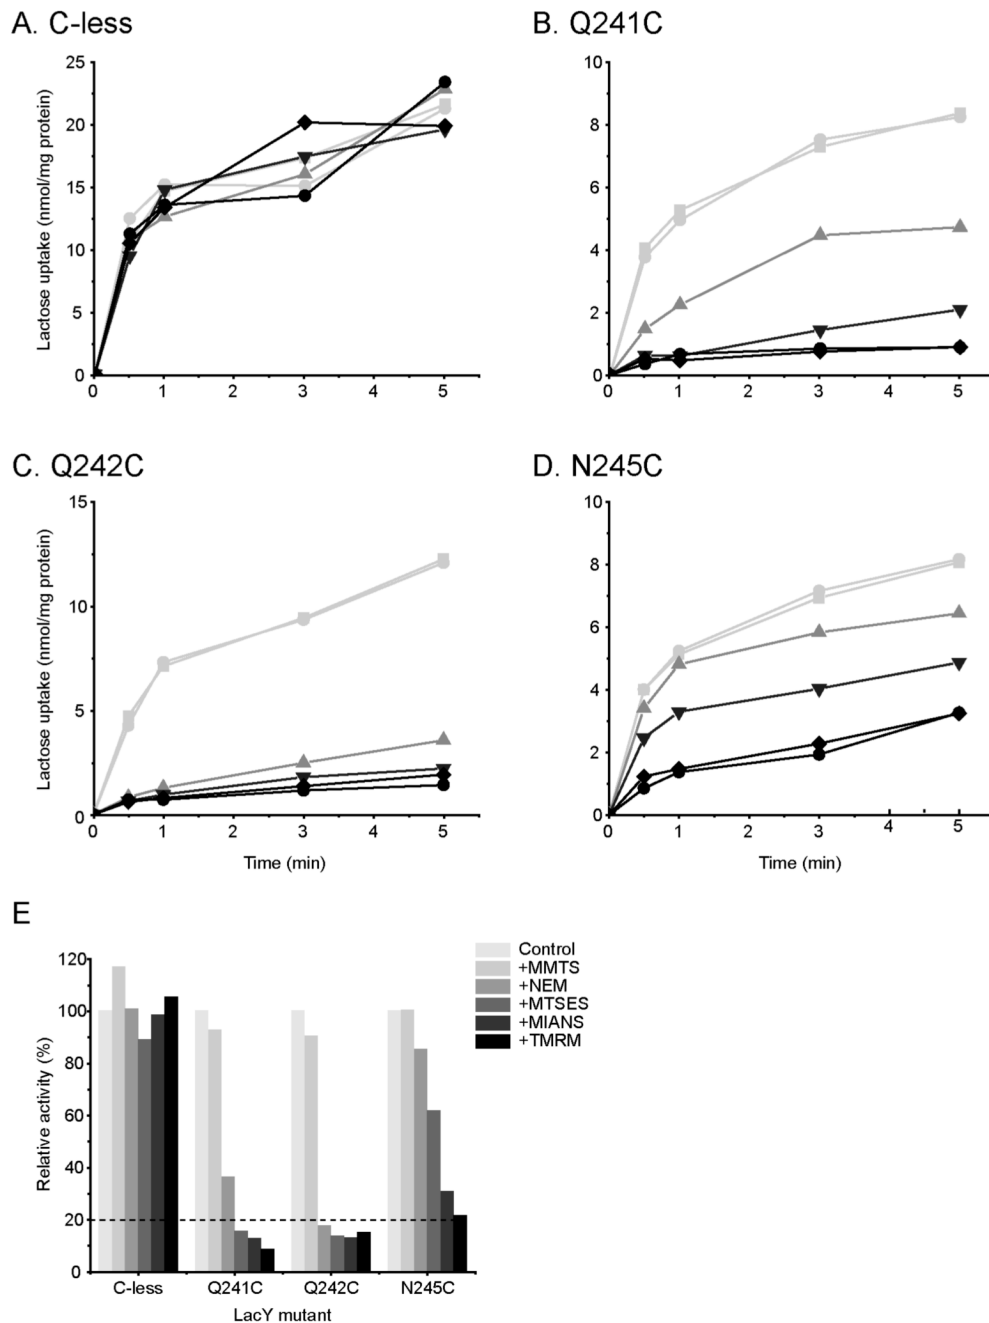 A. C-less
B. Q241C
Lactose uptake (nmol/mg protein)
25
20
15
10
5
0
0 1 2 3 4 5
10
8
6
4
2
0
0 1 2 3 4 5
C. Q242C
D. N245C
Lactose uptake (nmol/mg protein)
15
10
5
0
0 1 2 3 4 5
Time (min)
10
8
6
4
2
0
0 1 2 3 4 5
Time (min)
E
Relative activity (%)
120
100
80
60
40
20
0
C-less Q241C Q242C N245C
LacY mutant
Control
+MMTS
+NEM
+MTSES
+MIANS
+TMRM